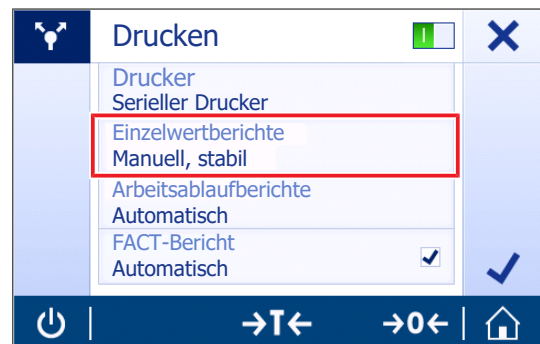 Drucken
Drucker
Serieller Drucker
Einzelwertberichte
Manuell, stabil
Arbeitsablaufberichte
Automatisch
FACT-Bericht
Automatisch
→T← →0←